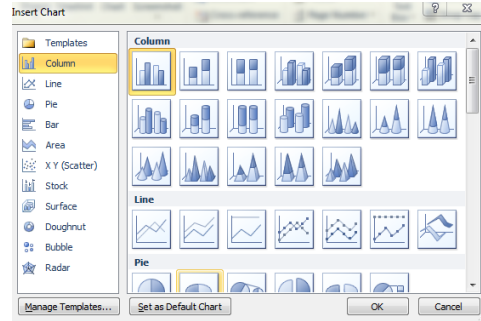 Insert Chart
Templates
Column
Line
Pie
Bar
Area
X Y (Scatter)
Stock
Surface
Doughnut
Bubble
Radar
Column
Line
Pie
Manage Templates...
Set as Default Chart
OK
Cancel